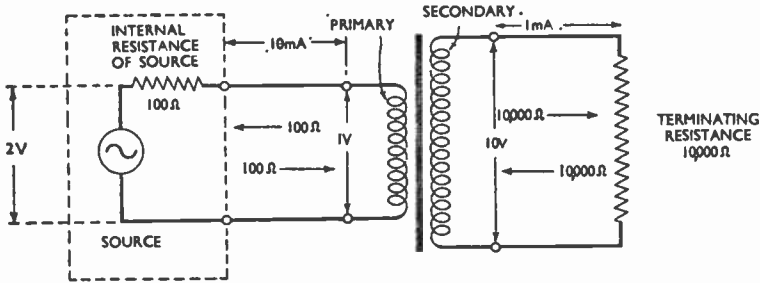 INTERNAL
RESISTANCE
OF SOURCE
100Ω
2V
SOURCE
10mA
PRIMARY
100Ω
100Ω
1V
SECONDARY
1mA
10,000Ω
10V
10,000Ω
TERMINATING
RESISTANCE
10,000Ω